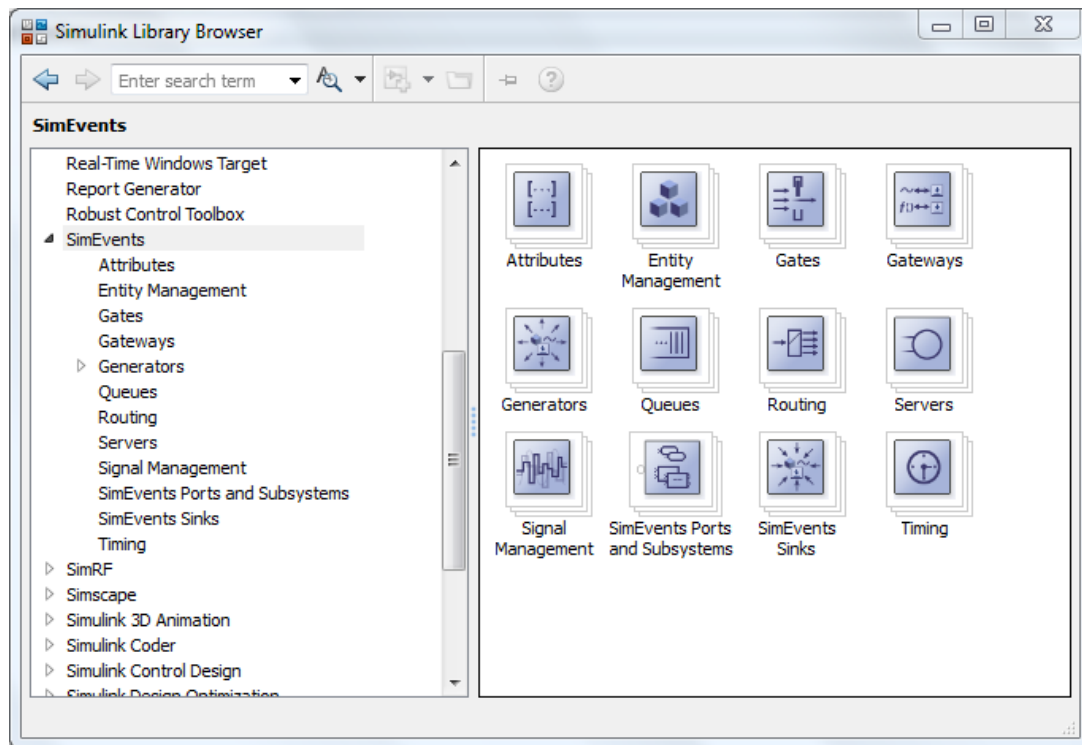 Simulink Library Browser
Enter search term
SimEvents
Real-Time Windows Target
Report Generator
Robust Control Toolbox
SimEvents
Attributes
Entity Management
Gates
Gateways
Generators
Queues
Routing
Servers
Signal Management
SimEvents Ports and Subsystems
SimEvents Sinks
Timing
SimRF
Simscape
Simulink 3D Animation
Simulink Coder
Simulink Control Design
Simulink Design Optimization
Attributes
Entity
Management
Gates
Gateways
Generators
Queues
Routing
Servers
Signal
Management
SimEvents Ports
and Subsystems
SimEvents
Sinks
Timing